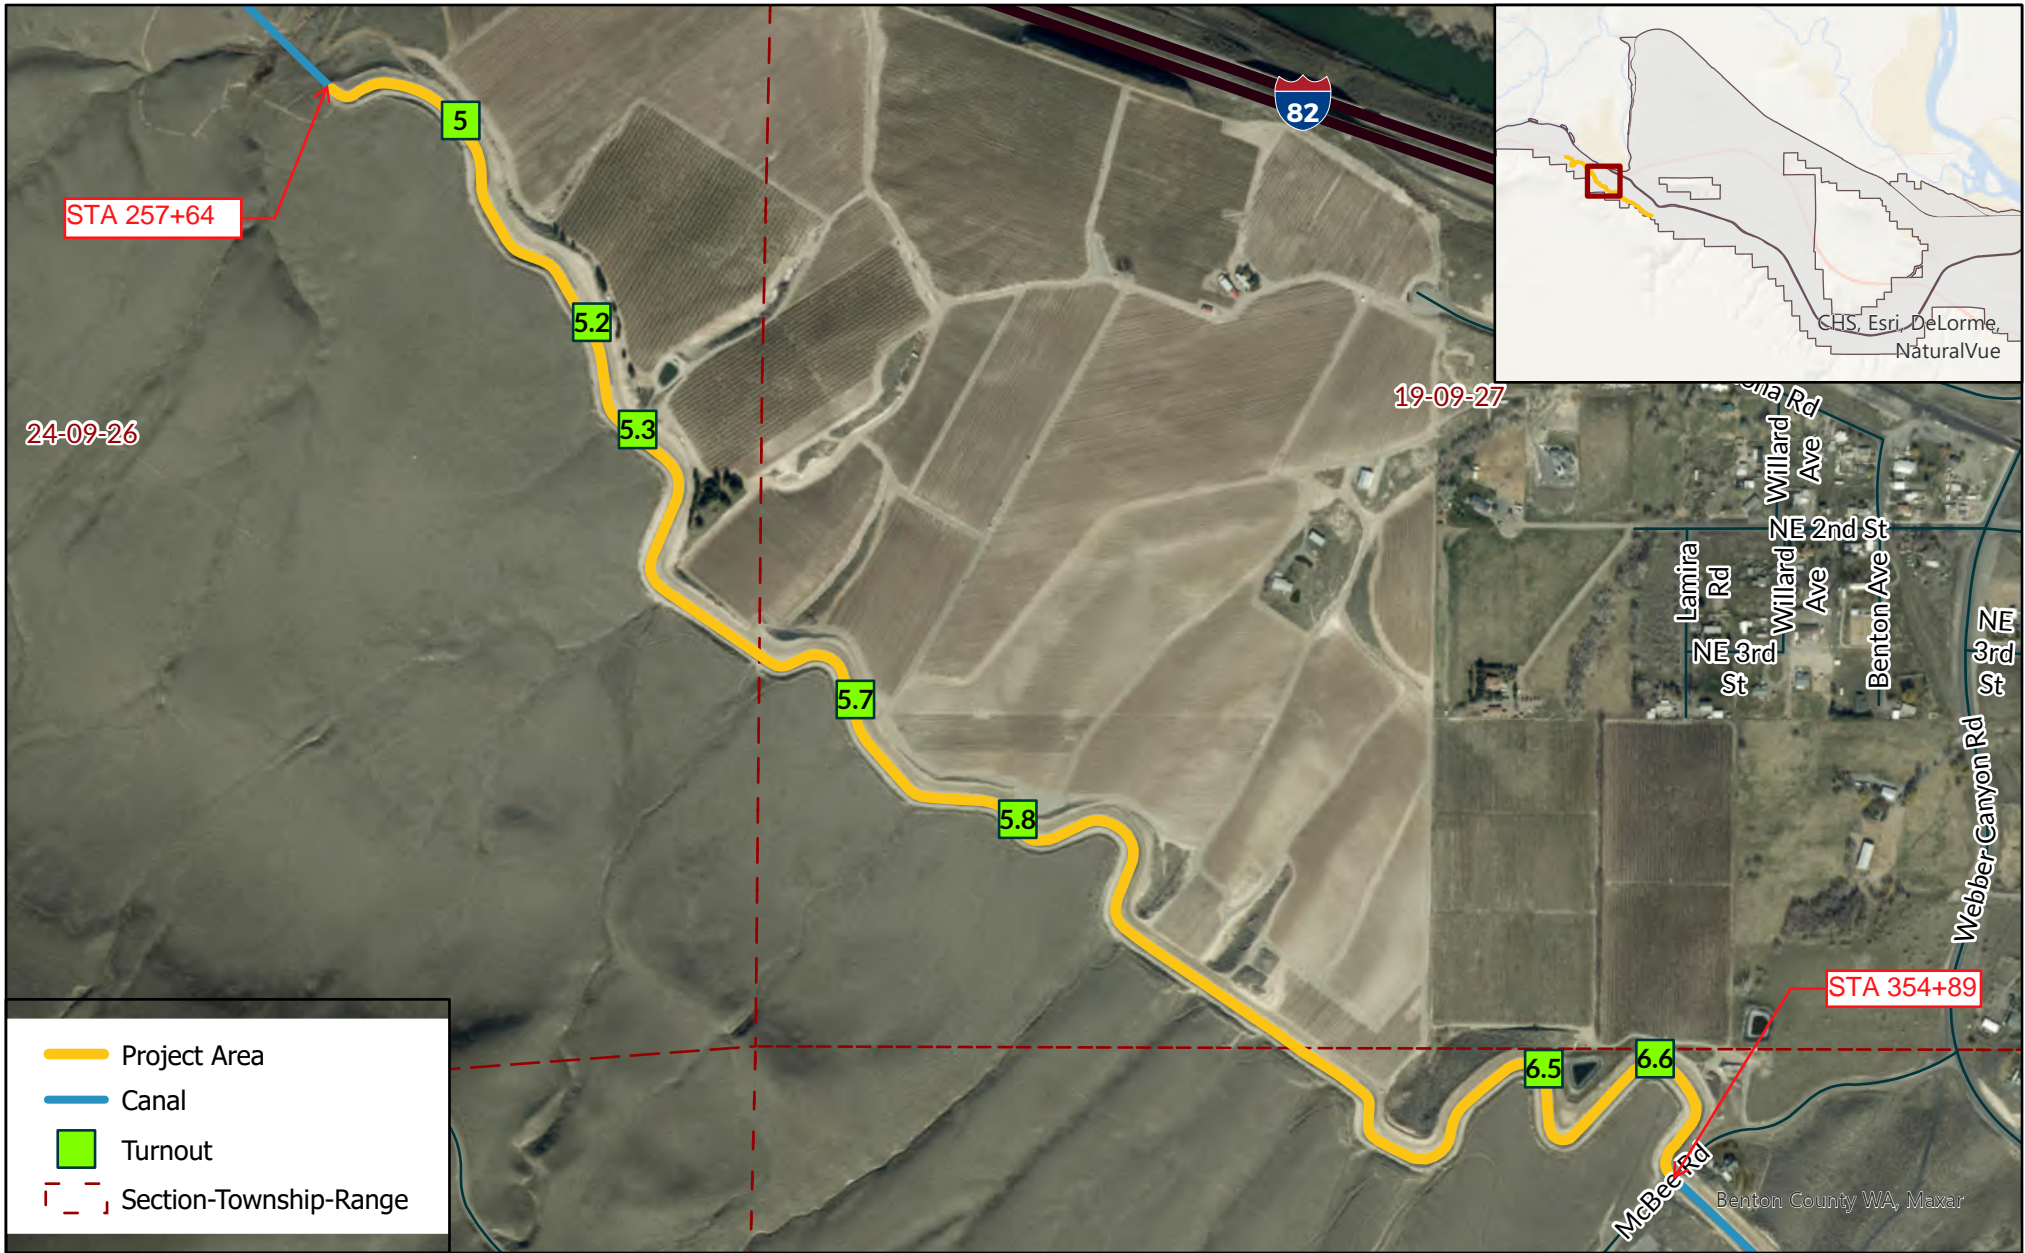 82
CHS, Esri, DeLorme,
NaturalVue
5
STA 257+64
5.2
5.3
24-09-26
19-09-27
Rd
Willard
Ave
NE 2nd St
Lamira
Rd
Willard
Ave
Benton Ave
NE
3rd
St
NE 3rd
St
5.7
5.8
Webber Canyon Rd
STA 354+89
6.5
6.6
McBee Rd
Benton County WA, Maxar
Project Area
Canal
Turnout
Section-Township-Range